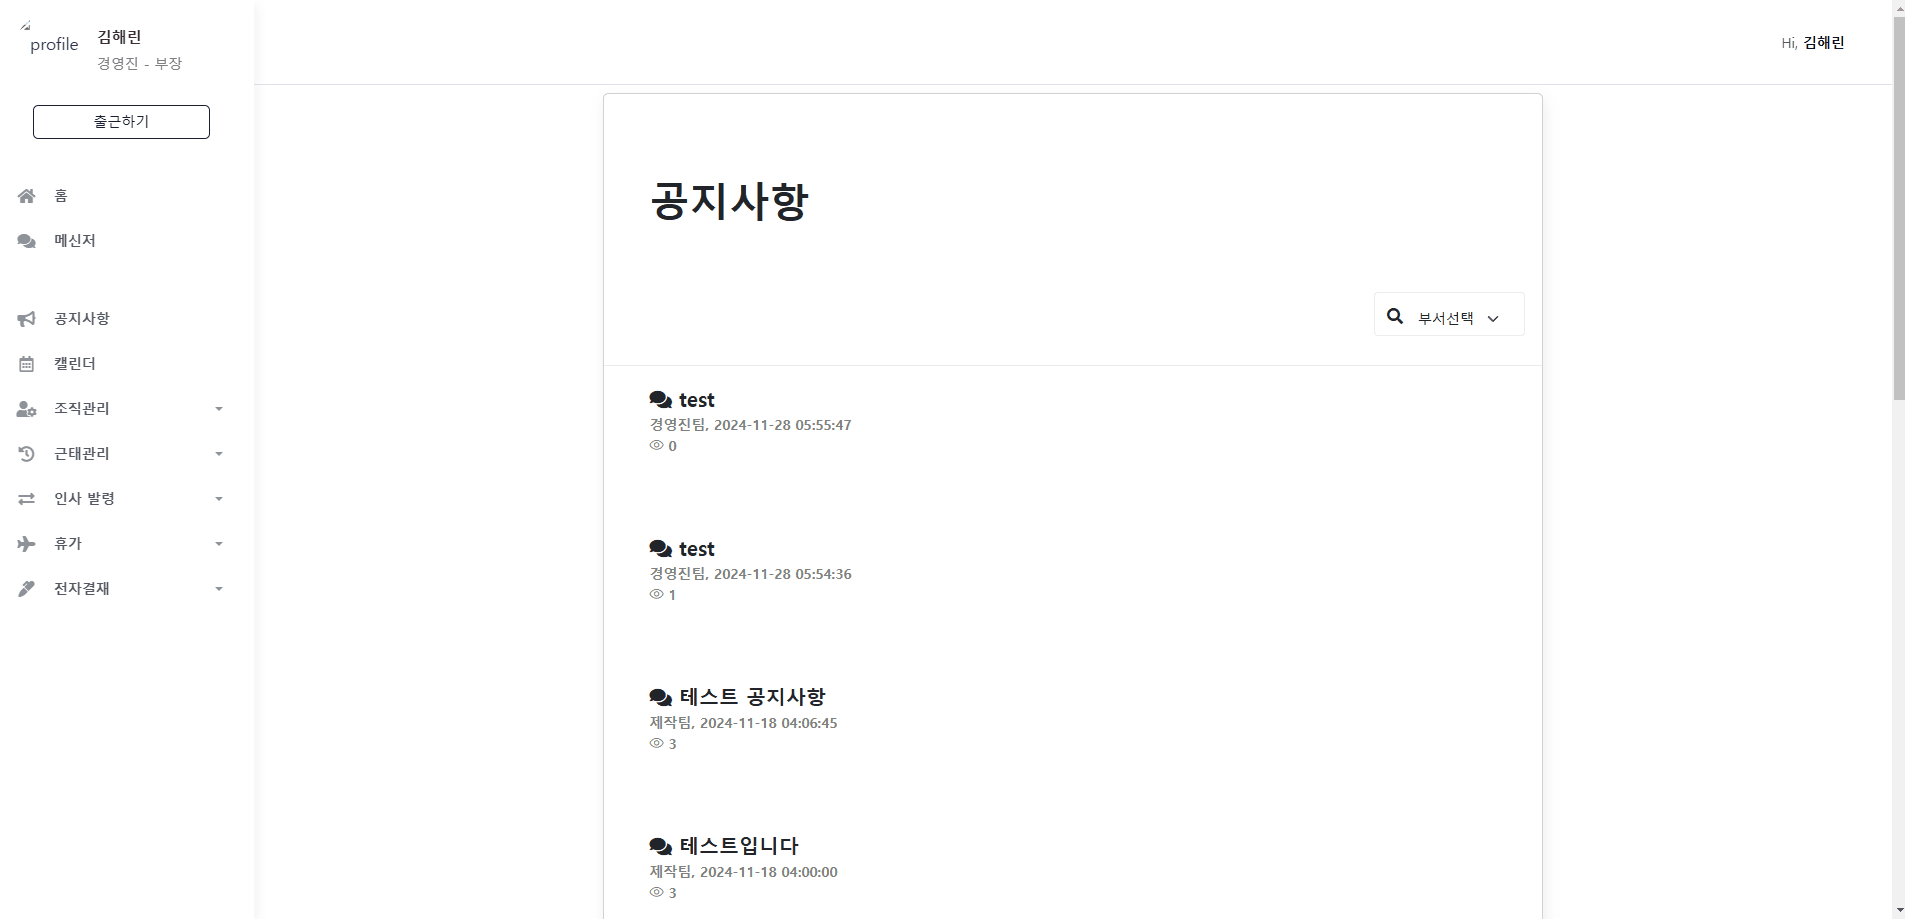 profile
김해린
경영진 - 부장
출근하기
홈
메신저
공지사항
캘린더
조직관리
근태관리
인사 발령
휴가
전자결재
Hi, 김해린
공지사항
부서선택
test
경영진팀, 2024-11-28 05:55:47
0
test
경영진팀, 2024-11-28 05:54:36
1
테스트 공지사항
제작팀, 2024-11-18 04:06:45
3
테스트입니다
제작팀, 2024-11-18 04:00:00
3